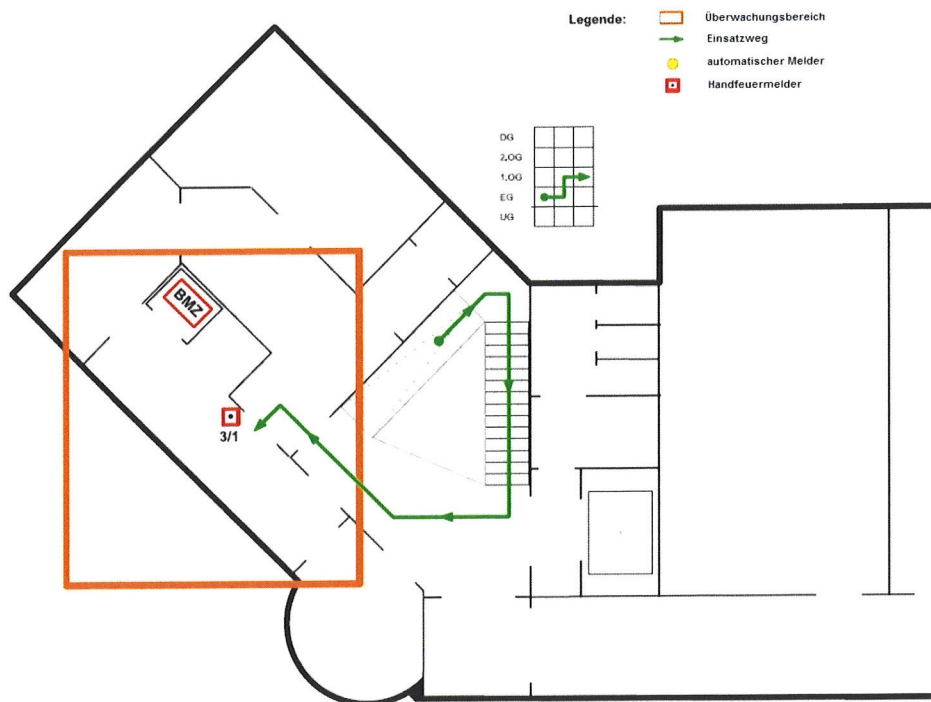 Legende:
Überwachungsbereich
Einsatzweg
automatischer Melder
Handfeuermelder
DG
2.OG
1.OG
EG
UG
BMZ
3/1